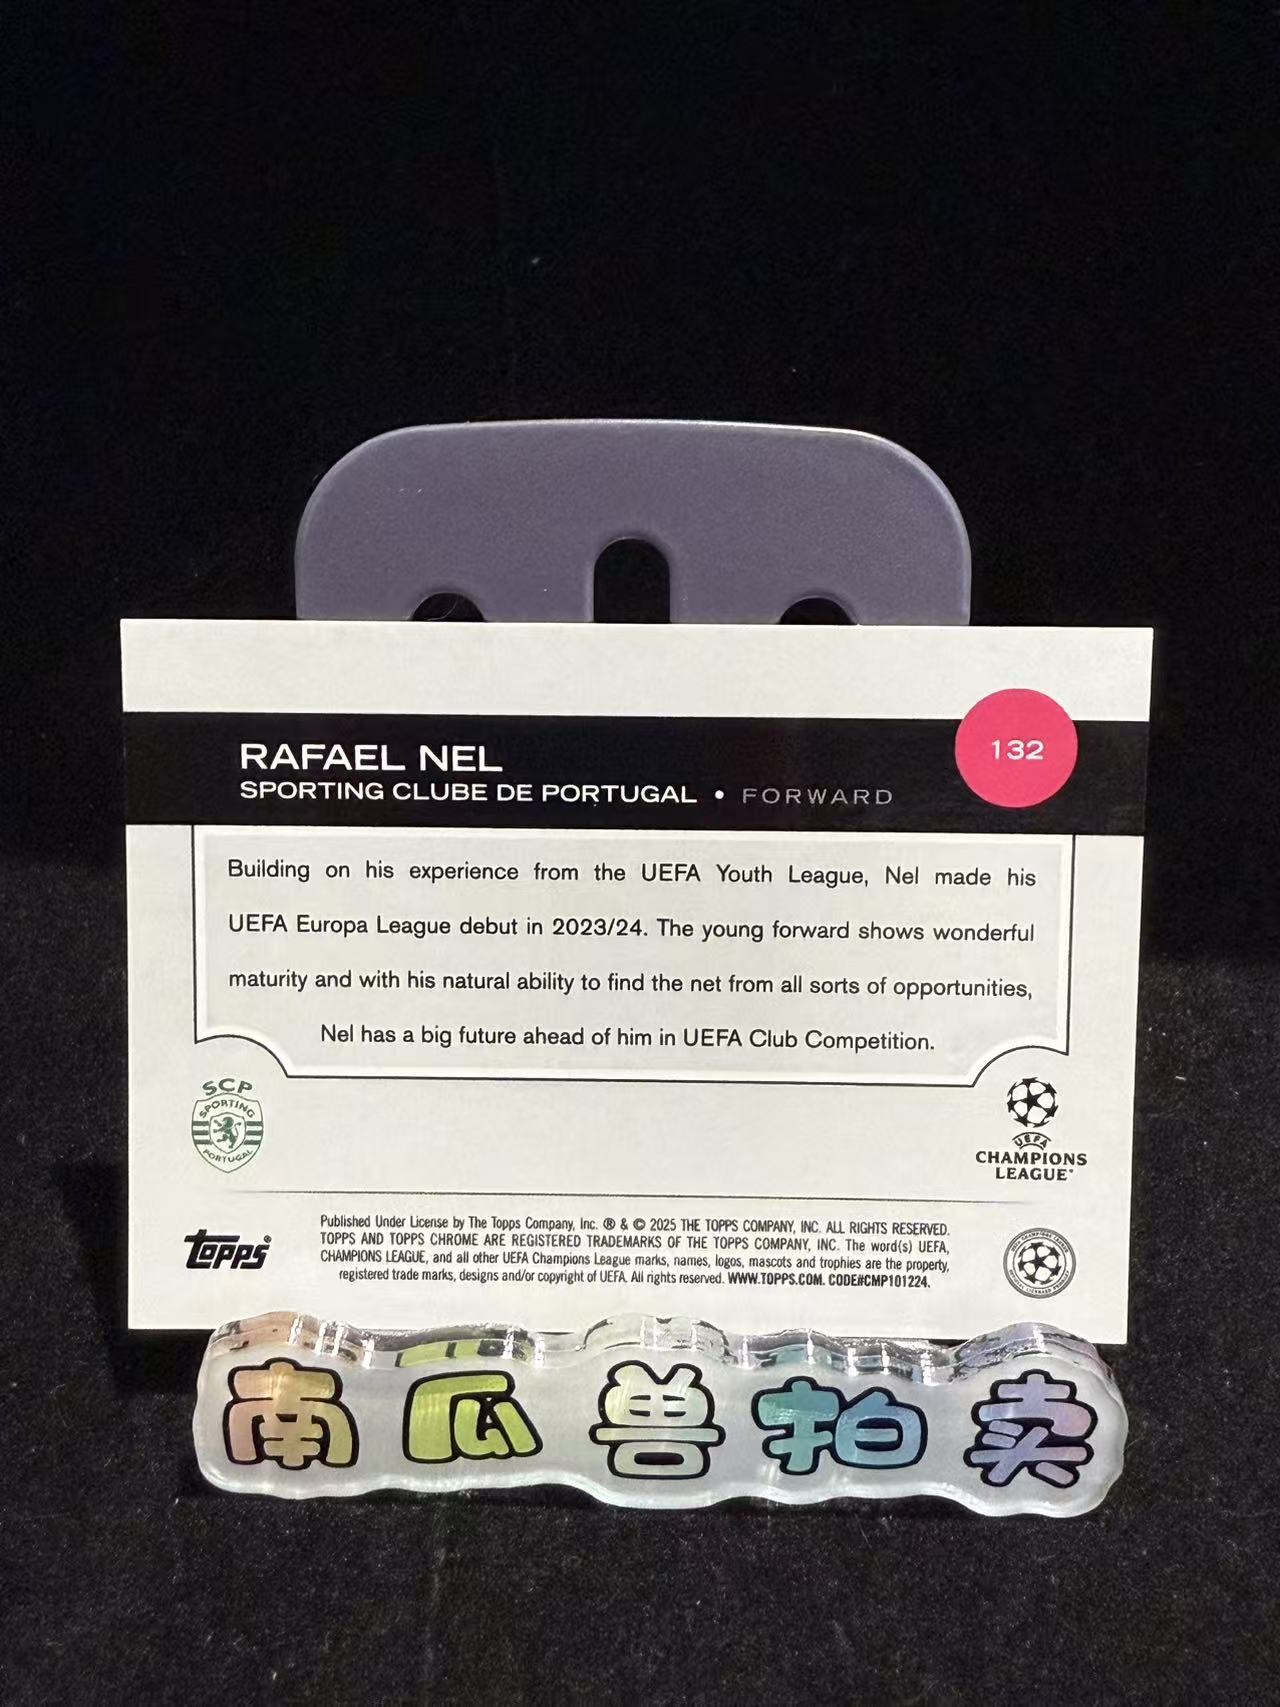 132
RAFAEL NEL
SPORTING CLUBE DE PORTUGAL • FORWARD
Building on his experience from the UEFA Youth League, Nel made his
UEFA Europa League debut in 2023/24. The young forward shows wonderful
maturity and with his natural ability to find the net from all sorts of opportunities,
Nel has a big future ahead of him in UEFA Club Competition.
SCP
SPORTING
PORTUGAL
UEFA
CHAMPIONS
LEAGUE
topps
Published Under License by The Topps Company, Inc. ® & © 2025 THE TOPPS COMPANY, INC. ALL RIGHTS RESERVED.
TOPPS AND TOPPS CHROME ARE REGISTERED TRADEMARKS OF THE TOPPS COMPANY, INC. The word(s) UEFA,
CHAMPIONS LEAGUE, and all other UEFA Champions League marks, names, logos, mascots and trophies are the property,
registered trade marks, designs and/or copyright of UEFA. All rights reserved. WWW.TOPPS.COM. CODE#CMP101224.
南瓜兽拍卖